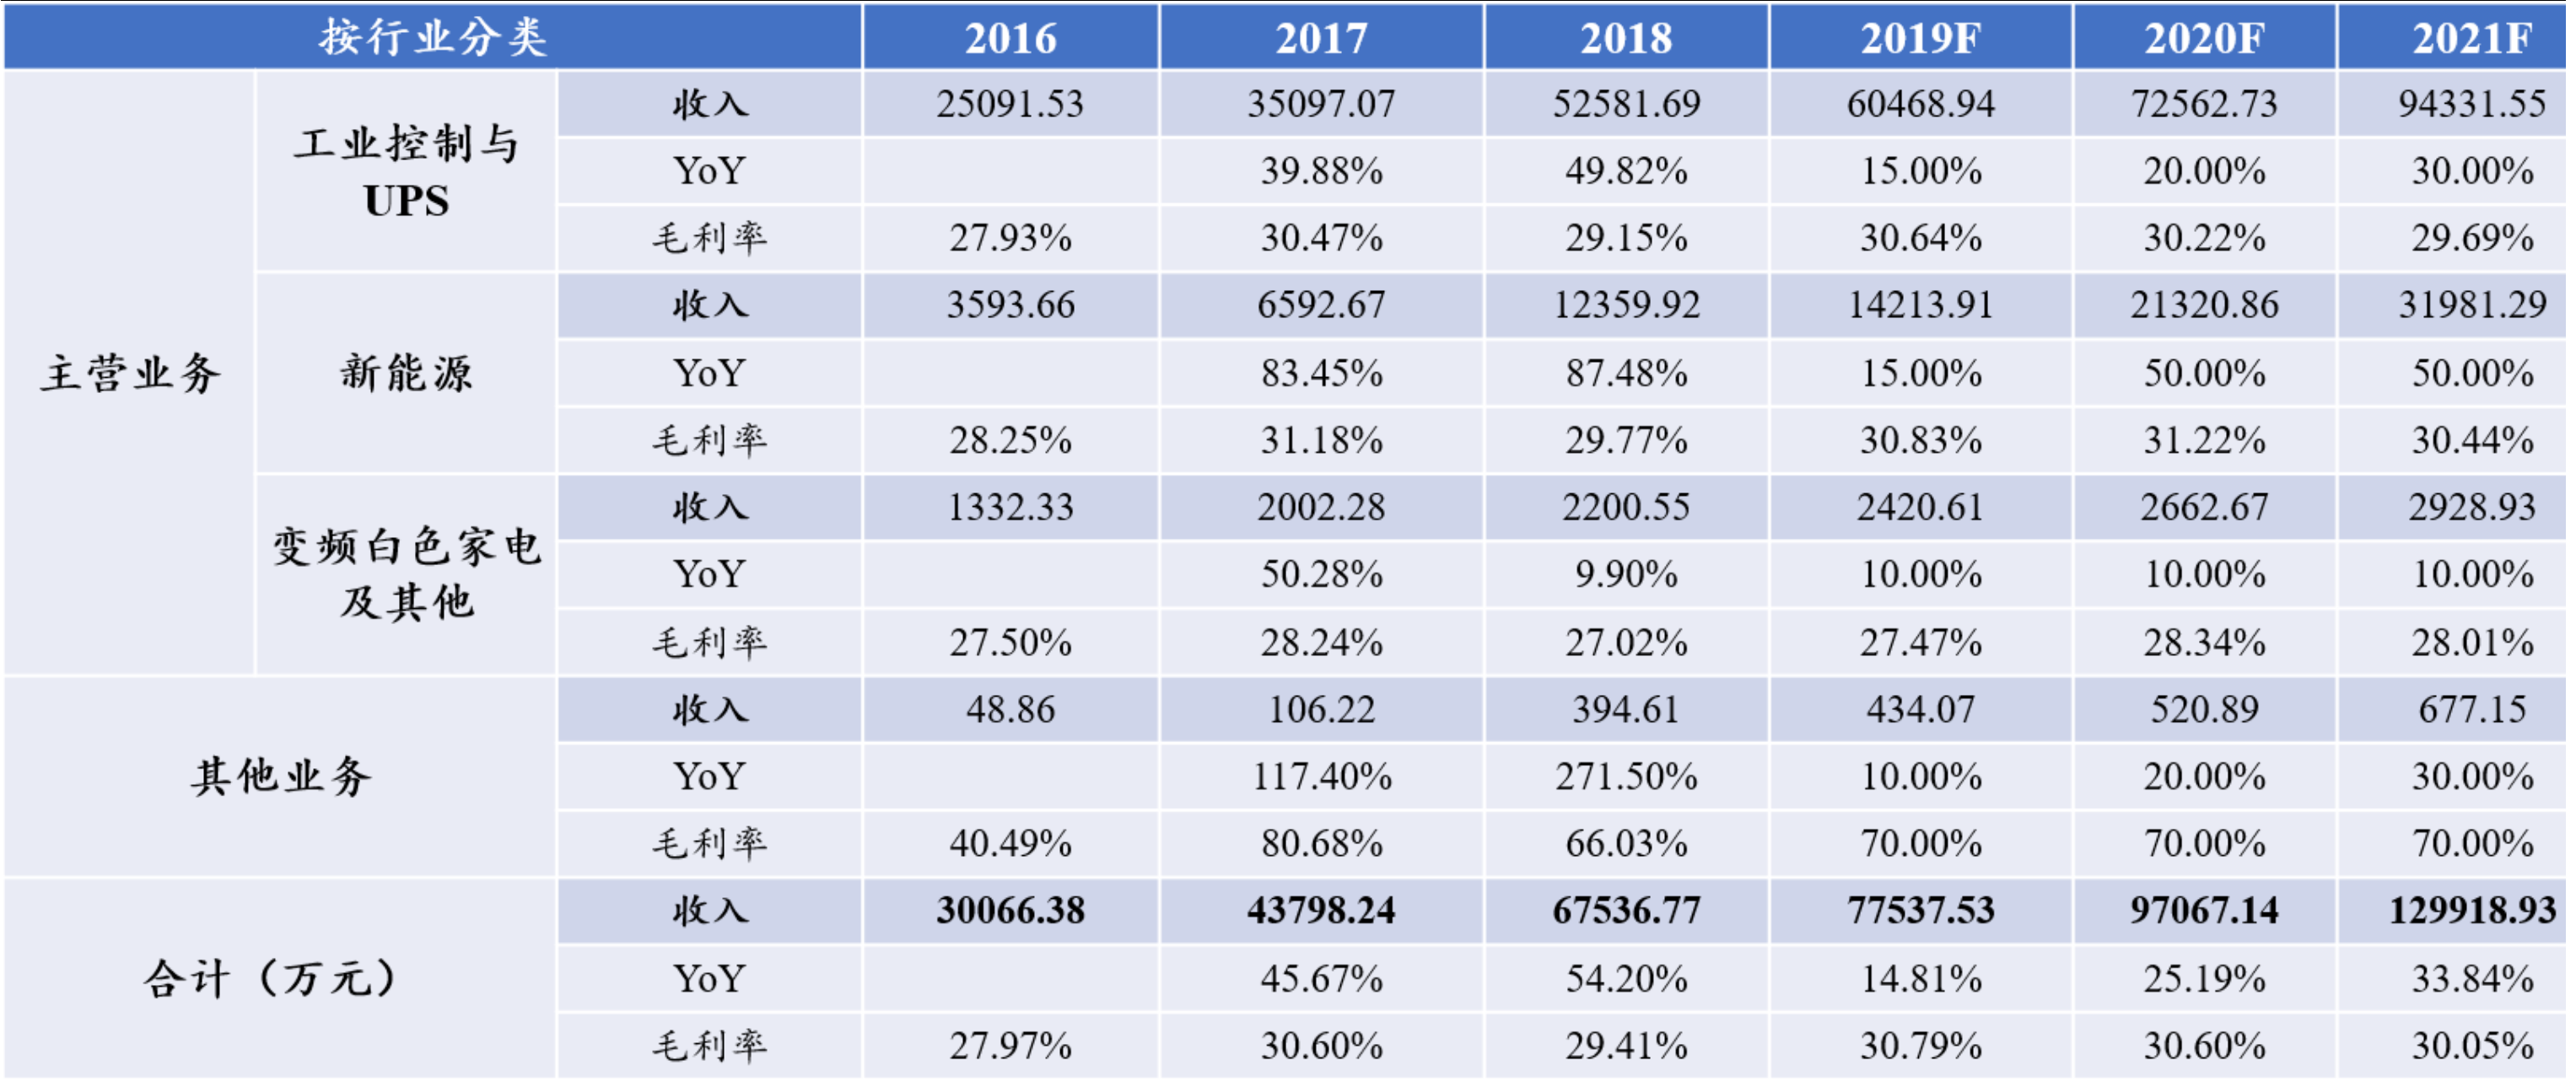 按行业分类 2016 2017 2018 2019F 2020F 2021F
主营业务 工业控制与UPS 收入 25091.53 35097.07 52581.69 60468.94 72562.73 94331.55
YoY 39.88% 49.82% 15.00% 20.00% 30.00%
毛利率 27.93% 30.47% 29.15% 30.64% 30.22% 29.69%
新能源 收入 3593.66 6592.67 12359.92 14213.91 21320.86 31981.29
YoY 83.45% 87.48% 15.00% 50.00% 50.00%
毛利率 28.25% 31.18% 29.77% 30.83% 31.22% 30.44%
变频白色家电及其他 收入 1332.33 2002.28 2200.55 2420.61 2662.67 2928.93
YoY 50.28% 9.90% 10.00% 10.00% 10.00%
毛利率 27.50% 28.24% 27.02% 27.47% 28.34% 28.01%
其他业务 收入 48.86 106.22 394.61 434.07 520.89 677.15
YoY 117.40% 271.50% 10.00% 20.00% 30.00%
毛利率 40.49% 80.68% 66.03% 70.00% 70.00% 70.00%
合计（万元） 收入 30066.38 43798.24 67536.77 77537.53 97067.14 129918.93
YoY 45.67% 54.20% 14.81% 25.19% 33.84%
毛利率 27.97% 30.60% 29.41% 30.79% 30.60% 30.05%